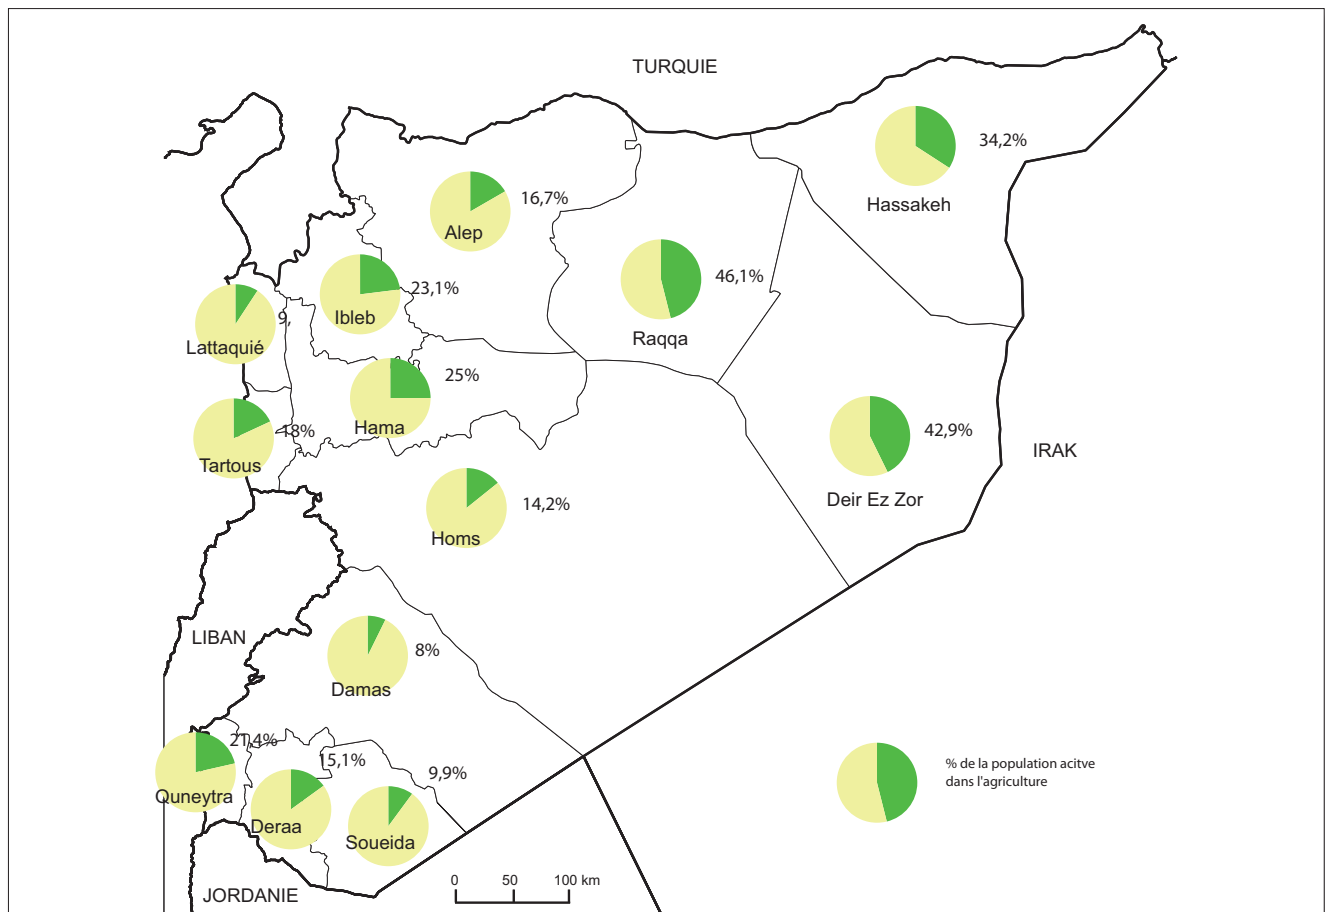 TURQUIE
34,2%
Hassakeh
16,7%
Alep
46,1%
Raqqa
23,1%
Ibleb
9,
Lattaquié
25%
Hama
18%
Tartous
42,9%
Deir Ez Zor
IRAK
14,2%
Homs
LIBAN
8%
Damas
21,4%
Quneytra
15,1%
Deraa
9,9%
Soueida
% de la population acitve
dans l'agriculture
JORDANIE
0 50 100 km